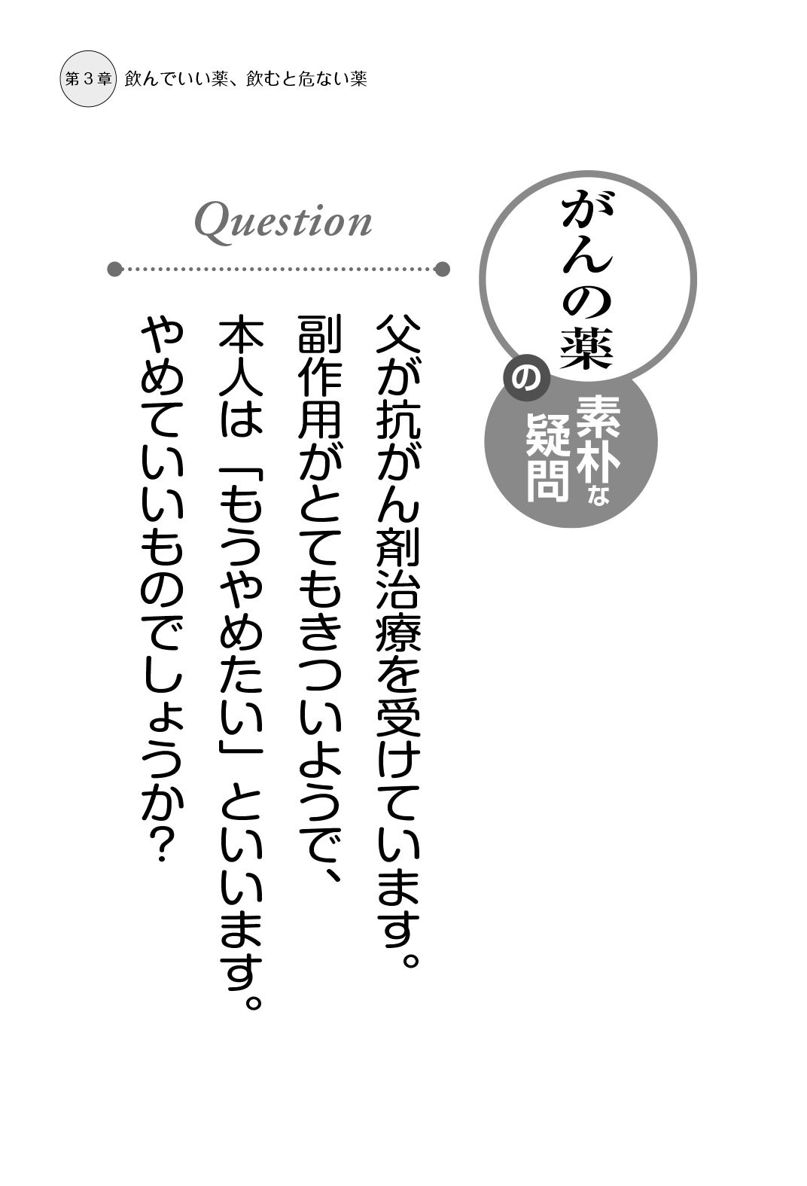 第3章 飲んでいい薬、飲むと危ない薬
がんの薬
の
素朴な
疑問
Question
父が抗がん剤治療を受けています。
副作用がとてもきついようで、
本人は「もうやめたい」といいます。
やめていいものでしょうか？